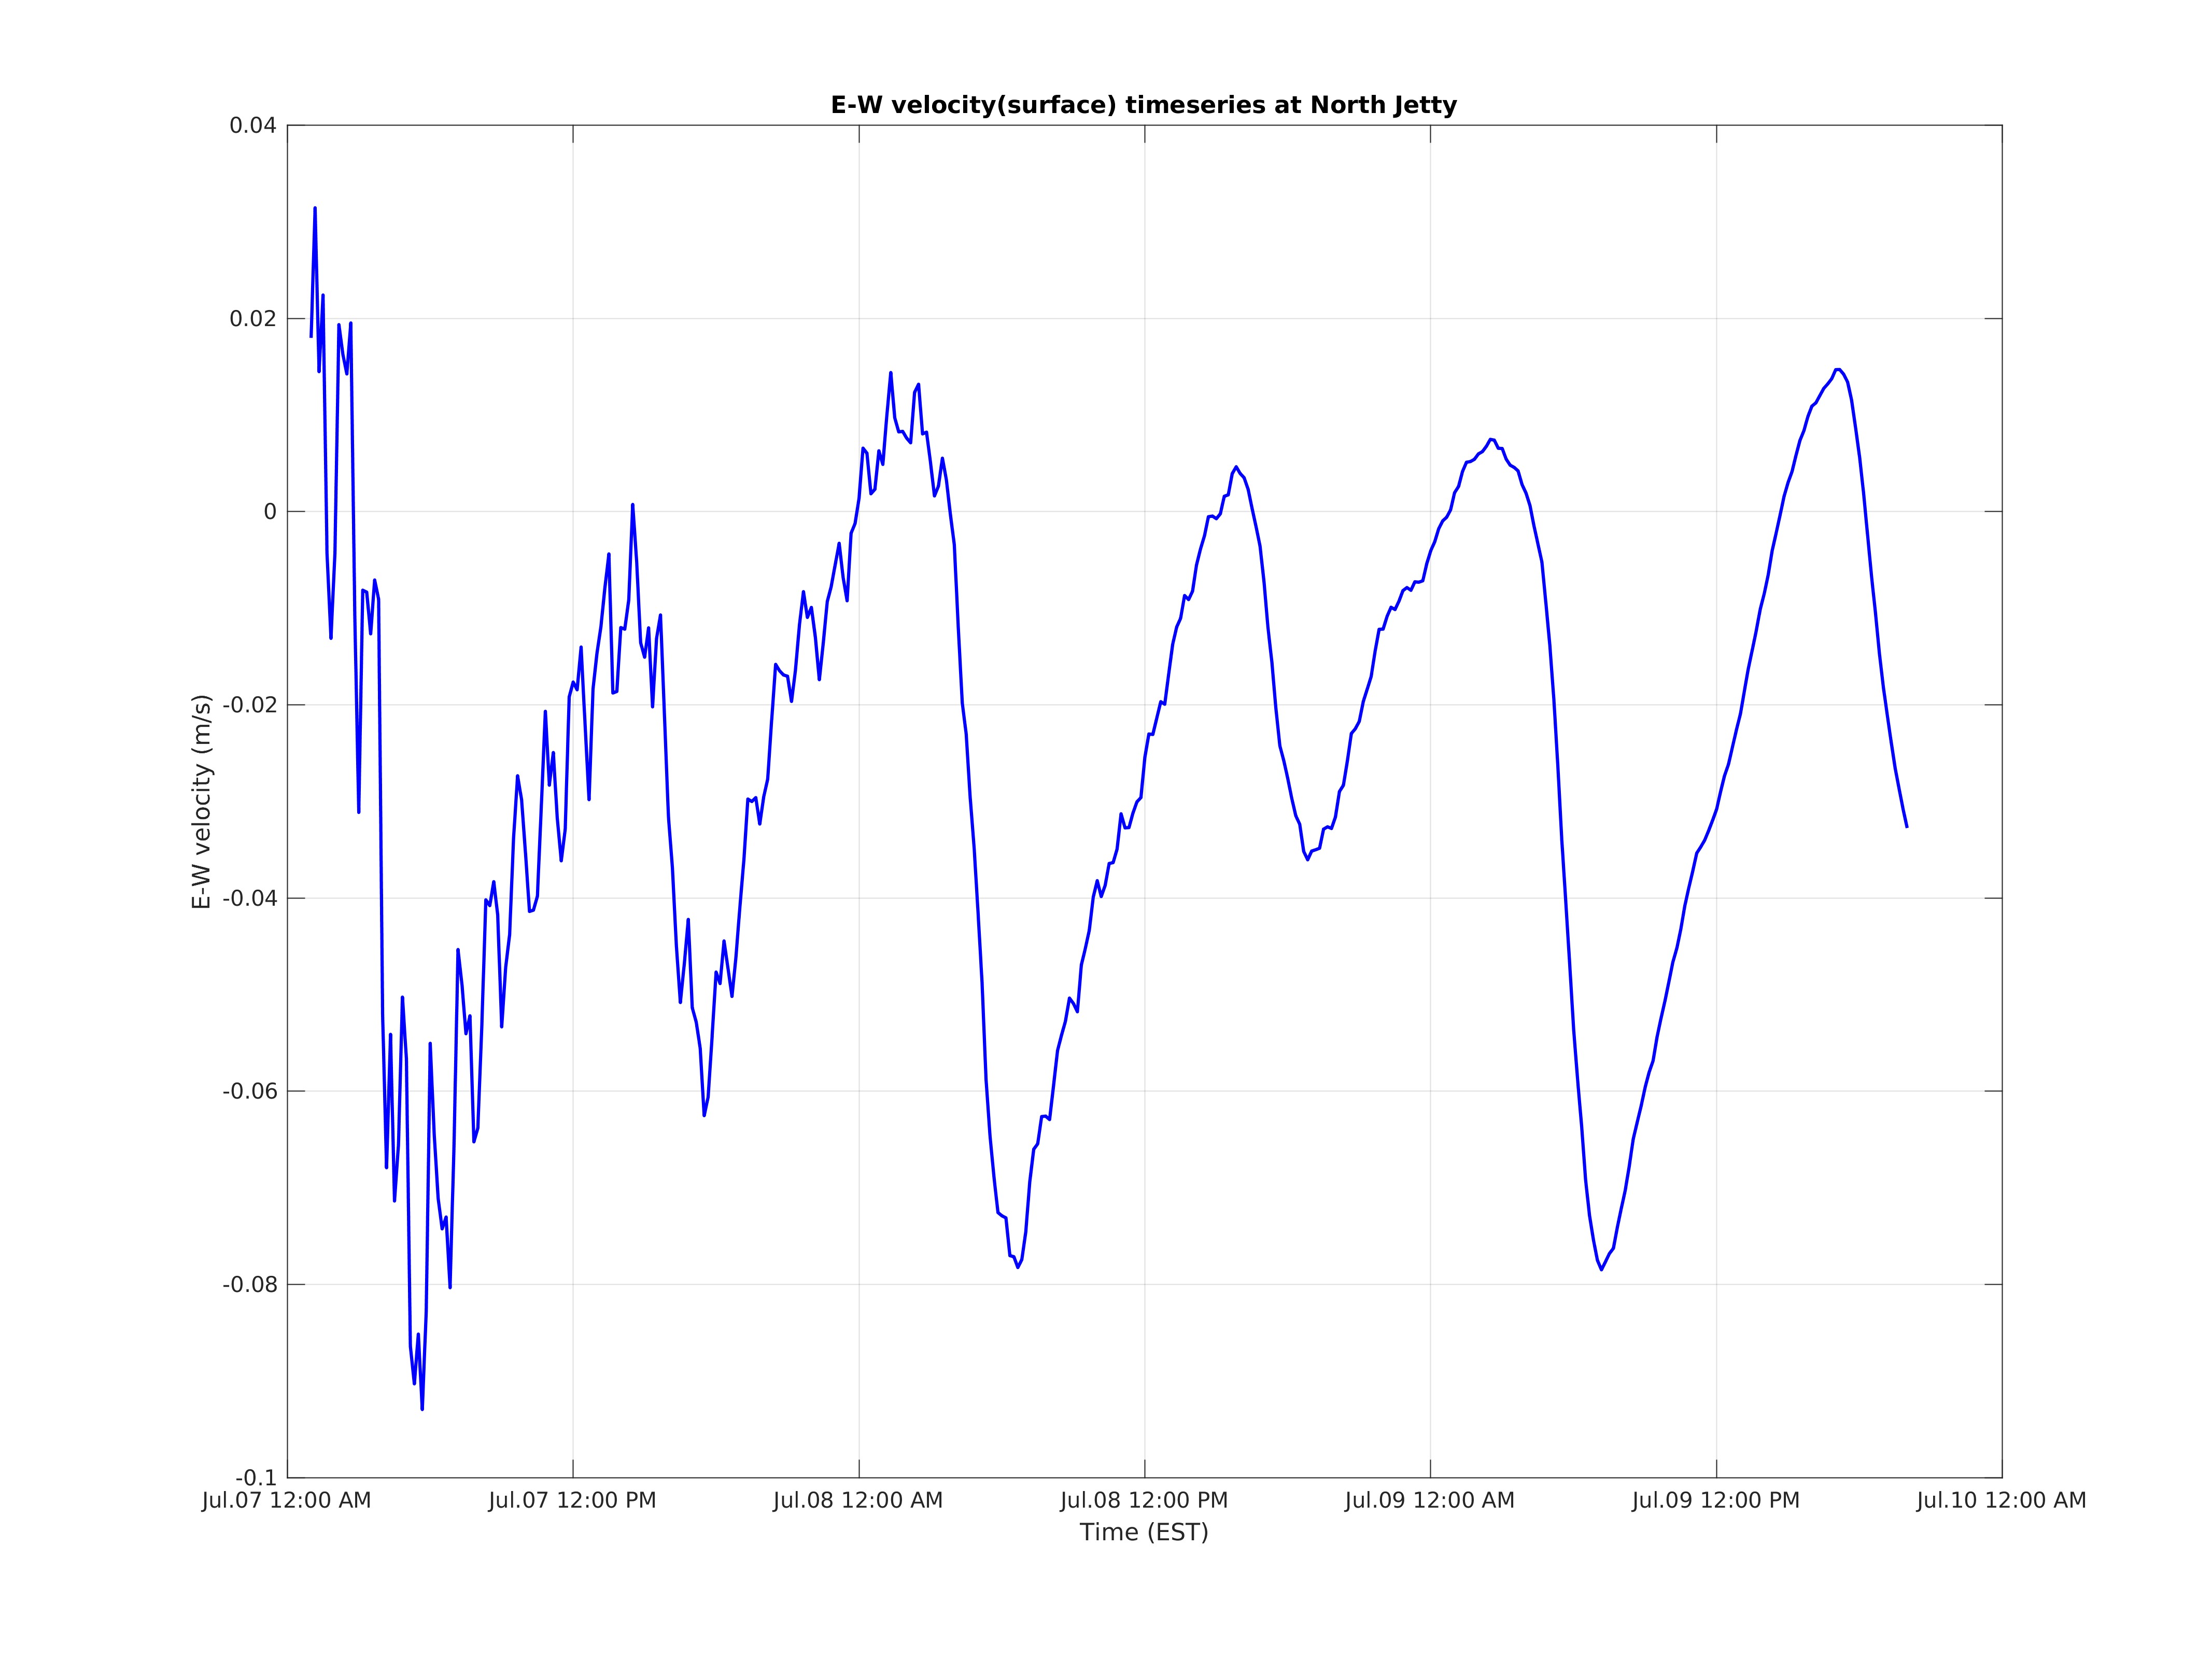 E-W velocity(surface) timeseries at North Jetty
0.04
0.02
0
-0.02
-0.04
-0.06
-0.08
-0.1
E-W velocity (m/s)
Jul.07 12:00 AM Jul.07 12:00 PM Jul.08 12:00 AM Jul.08 12:00 PM Jul.09 12:00 AM Jul.09 12:00 PM Jul.10 12:00 AM
Time (EST)